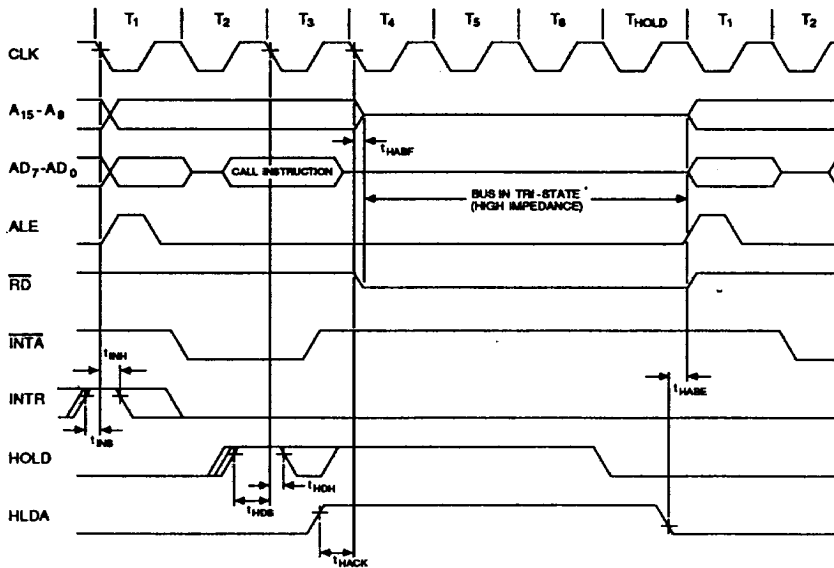 T1 T2 T3 T4 T5 T6 THOLD T1 T2
CLK
A15-A8
tHABF
AD7-AD0
CALL INSTRUCTION
BUS IN TRI-STATE *
(HIGH IMPEDANCE)
ALE
RD
INTA
tINH
tHABE
INTR
tINS
HOLD
tHDH
tHDS
HLDA
tHACK